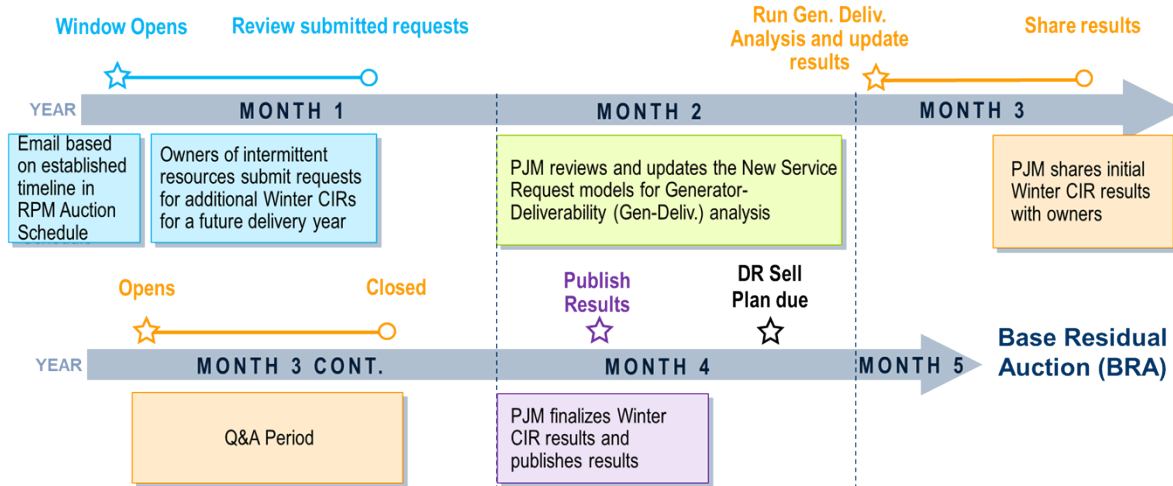 Window Opens
Review submitted requests
Run Gen. Deliv.
Analysis and update
results
Share results
YEAR
MONTH 1
MONTH 2
MONTH 3
Email based
on established
timeline in
RPM Auction
Schedule
Owners of intermittent
resources submit requests
for additional Winter CIRs
for a future delivery year
PJM reviews and updates the New Service
Request models for Generator-
Deliverability (Gen-Deliv.) analysis
PJM shares initial
Winter CIR results
with owners
Opens
Closed
Publish
Results
DR Sell
Plan due
YEAR
MONTH 3 CONT.
MONTH 4
MONTH 5
Base Residual
Auction (BRA)
Q&A Period
PJM finalizes Winter
CIR results and
publishes results